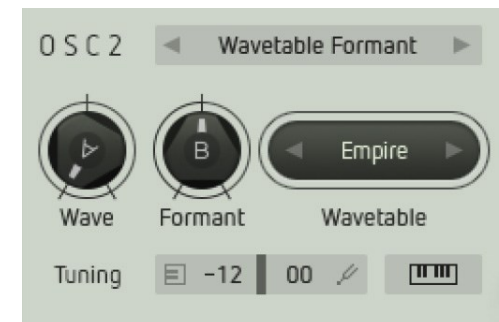 OSC2 Wavetable Formant
A B Empire
Wave Formant Wavetable
Tuning -12 00